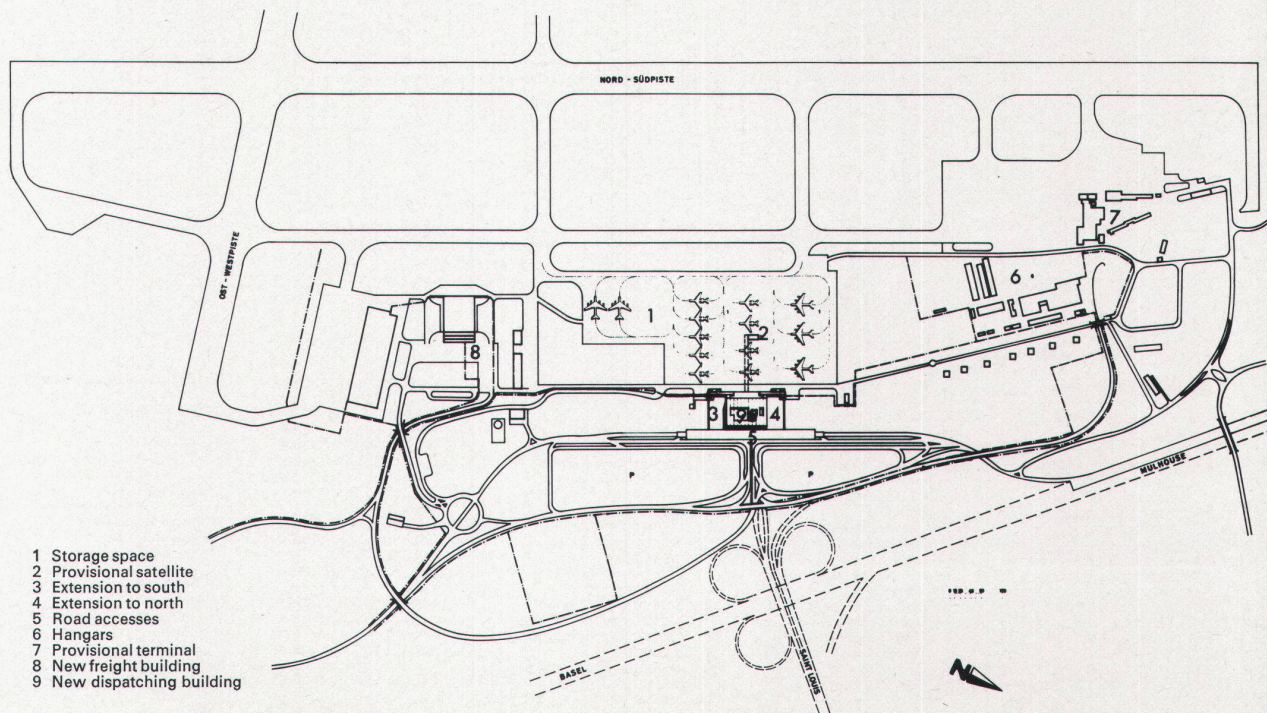 NORD - SÜDPISTE
OST - WESTPISTE
7
6
1
2
8
3
9
4
5
P
P
MULHOUSE
BASEL
SAINT LOUIS
N
1 Storage space
2 Provisional satellite
3 Extension to south
4 Extension to north
5 Road accesses
6 Hangars
7 Provisional terminal
8 New freight building
9 New dispatching building